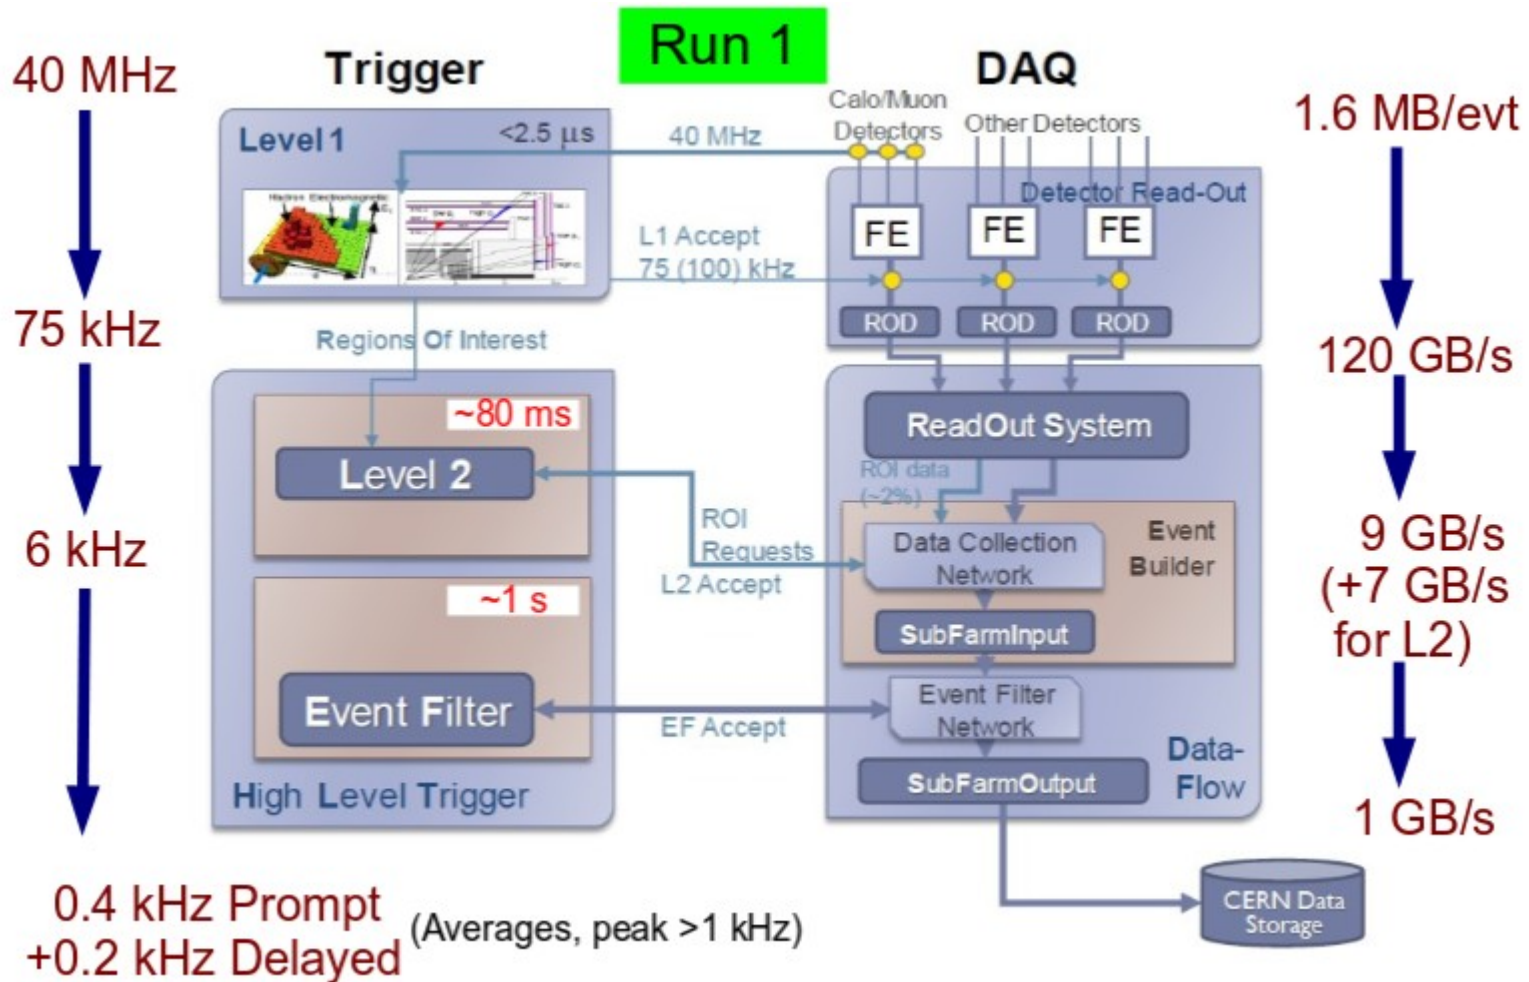 Run 1
Trigger
DAQ
40 MHz
75 kHz
6 kHz
0.4 kHz Prompt
+0.2 kHz Delayed
(Averages, peak >1 kHz)
Level 1
<2.5 μs
Hadron Electromagnetic
40 MHz
L1 Accept
75 (100) kHz
Regions Of Interest
~80 ms
Level 2
~1 s
Event Filter
High Level Trigger
ROI
Requests
L2 Accept
EF Accept
Calo/Muon
Detectors
Other Detectors
Detector Read-Out
FE
FE
FE
ROD
ROD
ROD
ReadOut System
ROI data
(~2%)
Data Collection
Network
Event
Builder
SubFarmInput
Event Filter
Network
SubFarmOutput
Data-
Flow
CERN Data
Storage
1.6 MB/evt
120 GB/s
9 GB/s
(+7 GB/s
for L2)
1 GB/s